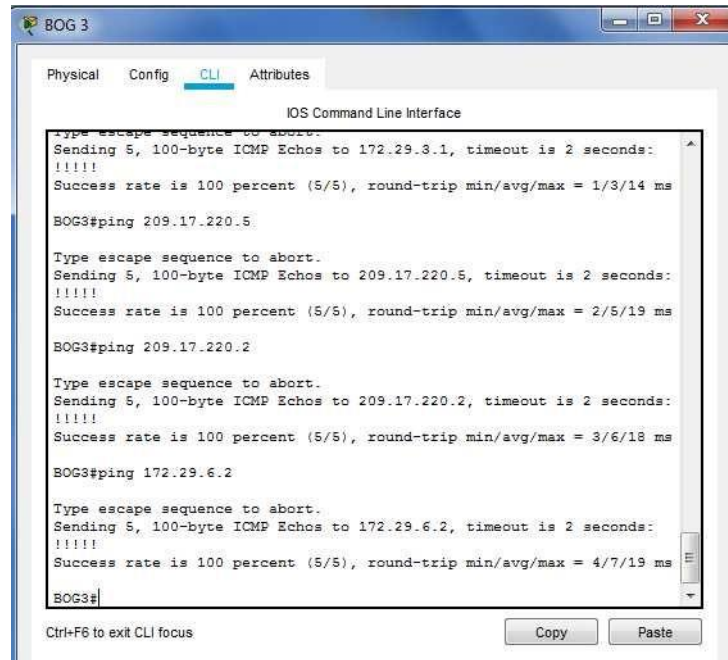 BOG 3
Physical Config CLI Attributes
IOS Command Line Interface
Type escape sequence to abort.
Sending 5, 100-byte ICMP Echos to 172.29.3.1, timeout is 2 seconds:
!!!!!
Success rate is 100 percent (5/5), round-trip min/avg/max = 1/3/14 ms
BOG3#ping 209.17.220.5
Type escape sequence to abort.
Sending 5, 100-byte ICMP Echos to 209.17.220.5, timeout is 2 seconds:
!!!!!
Success rate is 100 percent (5/5), round-trip min/avg/max = 2/5/19 ms
BOG3#ping 209.17.220.2
Type escape sequence to abort.
Sending 5, 100-byte ICMP Echos to 209.17.220.2, timeout is 2 seconds:
!!!!!
Success rate is 100 percent (5/5), round-trip min/avg/max = 3/6/18 ms
BOG3#ping 172.29.6.2
Type escape sequence to abort.
Sending 5, 100-byte ICMP Echos to 172.29.6.2, timeout is 2 seconds:
!!!!!
Success rate is 100 percent (5/5), round-trip min/avg/max = 4/7/19 ms
BOG3#
Ctrl+F6 to exit CLI focus
Copy Paste